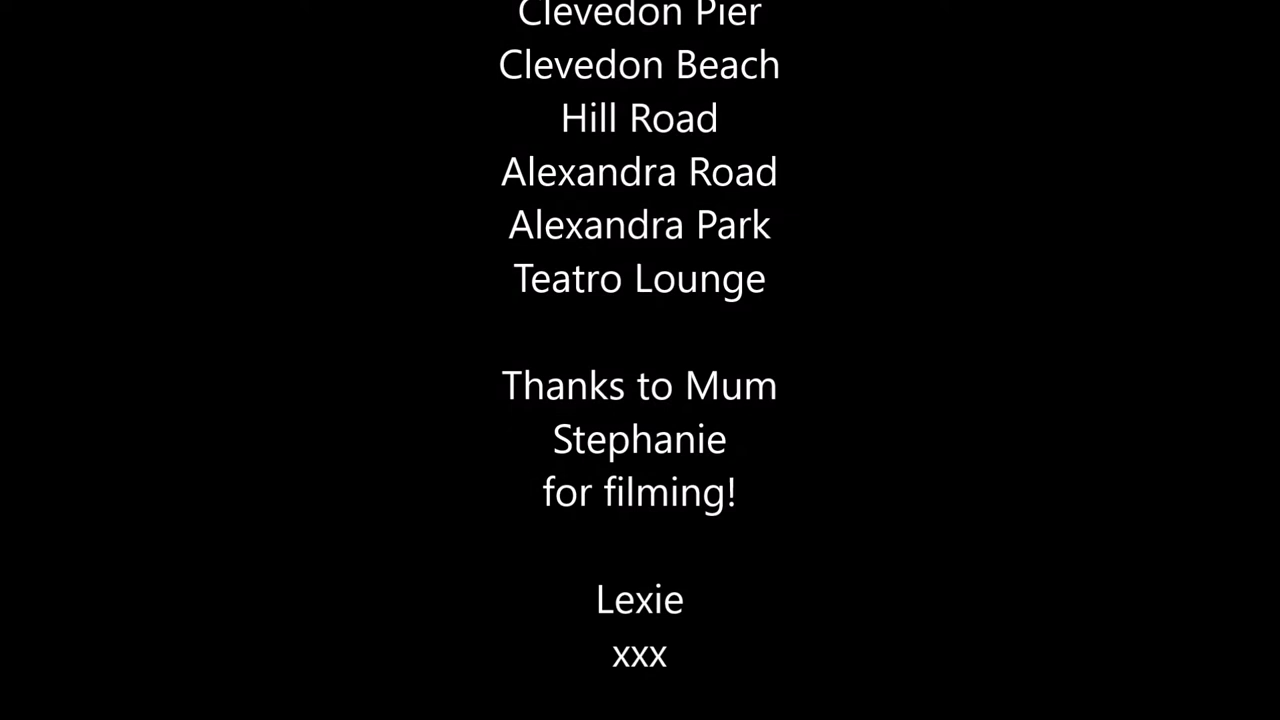 Clevedon Pier
Clevedon Beach
Hill Road
Alexandra Road
Alexandra Park
Teatro Lounge
Thanks to Mum
Stephanie
for filming!
Lexie
xxx